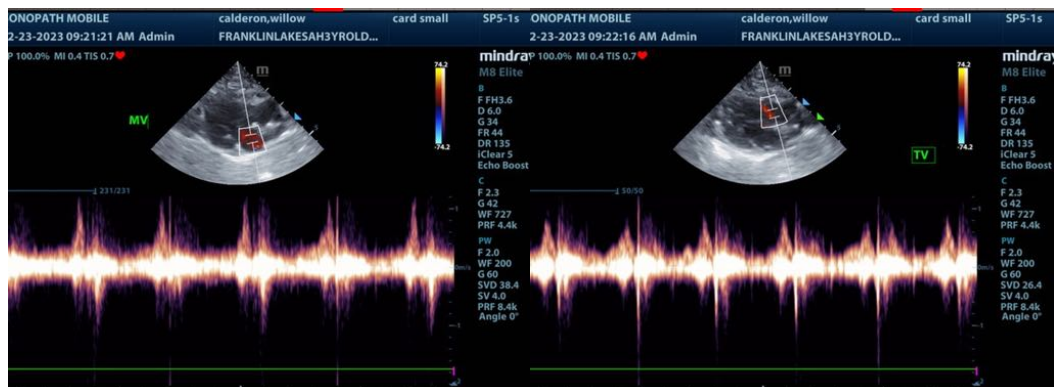 ONOPATH MOBILE calderon,willow card small SP5-1s
2-23-2023 09:21:21 AM Admin FRANKLINLAKESAH3YROLD...
P 100.0% MI 0.4 TIS 0.7
mindray
M8 Elite
m
74.2
-74.2
MV
B
F FH3.6
D 6.0
G 34
FR 44
DR 135
iClear 5
Echo Boost
231/231
C
F 2.3
G 42
WF 727
PRF 4.4k
PW
F 2.0
WF 200
G 60
SVD 38.4
SV 4.0
PRF 8.4k
Angle 0°
0m/s
ONOPATH MOBILE calderon,willow card small SP5-1s
2-23-2023 09:22:16 AM Admin FRANKLINLAKESAH3YROLD...
P 100.0% MI 0.4 TIS 0.7
mindray
M8 Elite
m
74.2
-74.2
TV
B
F FH3.6
D 6.0
G 34
FR 44
DR 135
iClear 5
Echo Boost
50/50
C
F 2.3
G 42
WF 727
PRF 4.4k
PW
F 2.0
WF 200
G 60
SVD 26.4
SV 4.0
PRF 8.4k
Angle 0°
0m/s